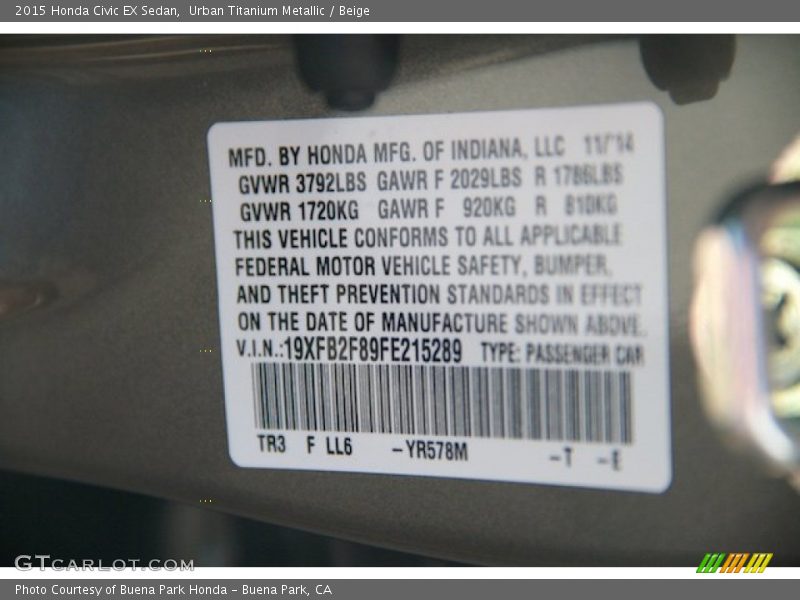 2015 Honda Civic EX Sedan, Urban Titanium Metallic / Beige
MFD. BY HONDA MFG. OF INDIANA, LLC 11/14
GVWR 3792LBS GAWR F 2029LBS R 1786LBS
GVWR 1720KG GAWR F 920KG R 810KG
THIS VEHICLE CONFORMS TO ALL APPLICABLE
FEDERAL MOTOR VEHICLE SAFETY, BUMPER,
AND THEFT PREVENTION STANDARDS IN EFFECT
ON THE DATE OF MANUFACTURE SHOWN ABOVE.
V.I.N.:19XFB2F89FE215289 TYPE: PASSENGER CAR
TR3 F LL6 -YR578M -T -E
GTCARLOT.COM
Photo Courtesy of Buena Park Honda - Buena Park, CA